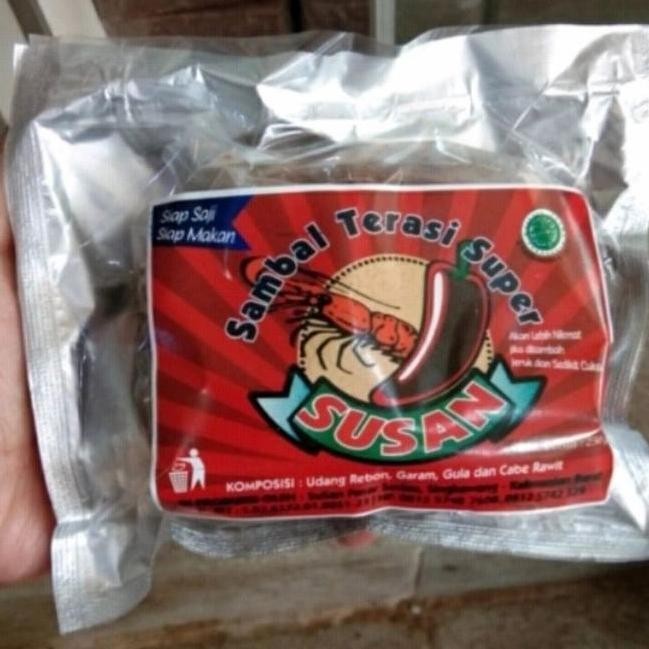 Siap Saji
Siap Makan
Sambal Terasi Super
Akan Lebih Nikmat
jika ditambah
Jeruk dan Sedikit Cuka
SUSAN
KOMPOSISI : Udang Rebon, Garam, Gula dan Cabe Rawit